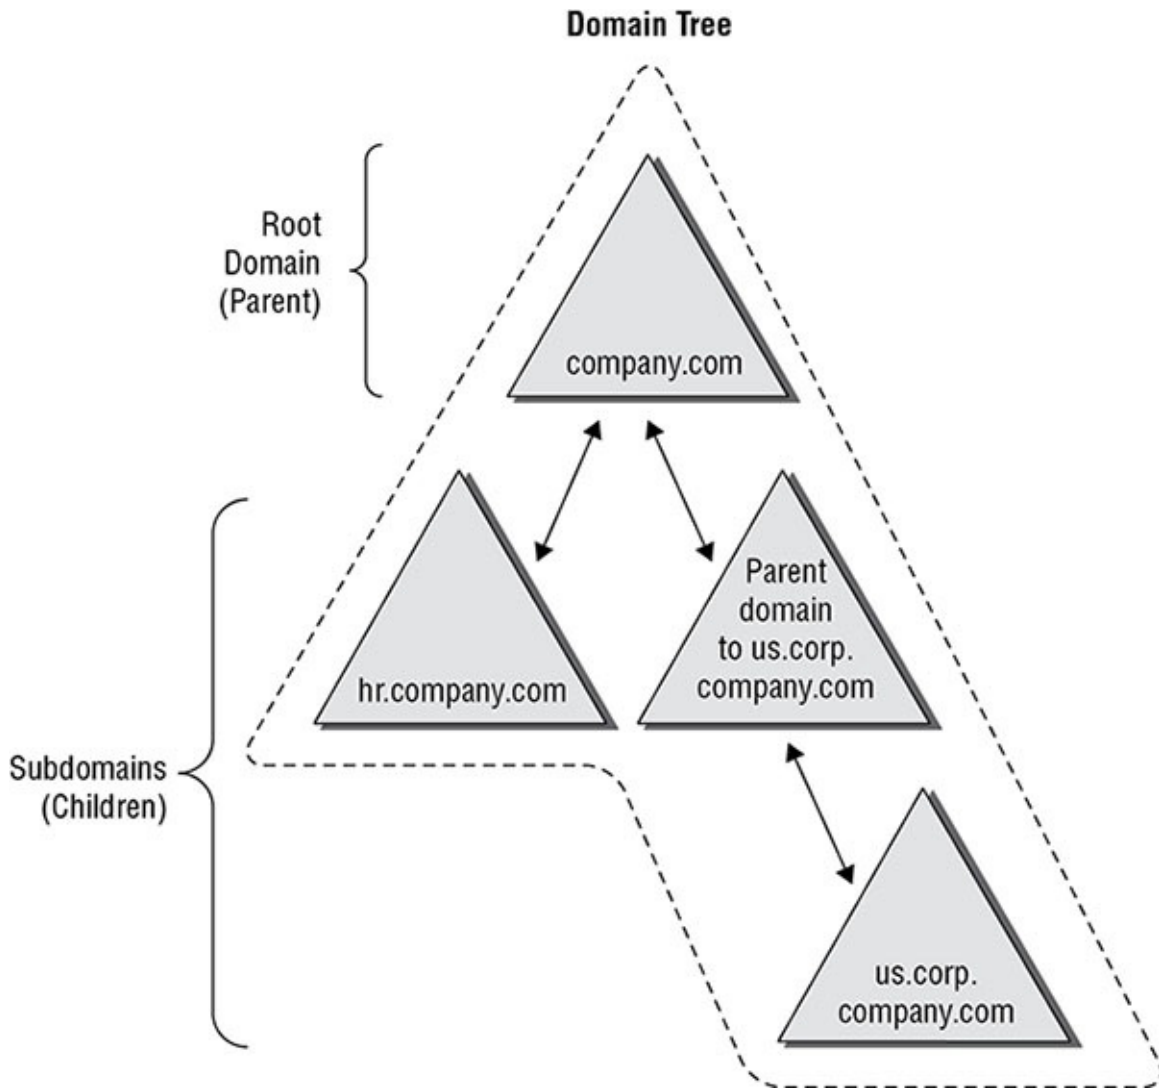 Domain Tree
Root
Domain
(Parent)
company.com
hr.company.com
Parent
domain
to us.corp.
company.com
Subdomains
(Children)
us.corp.
company.com